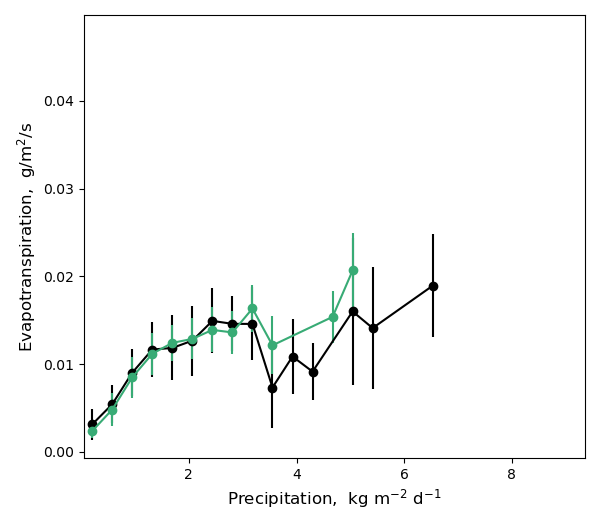 0.04
0.03
0.02
0.01
0.00
Evapotranspiration, g/m²/s
2 4 6 8
Precipitation, kg m⁻² d⁻¹